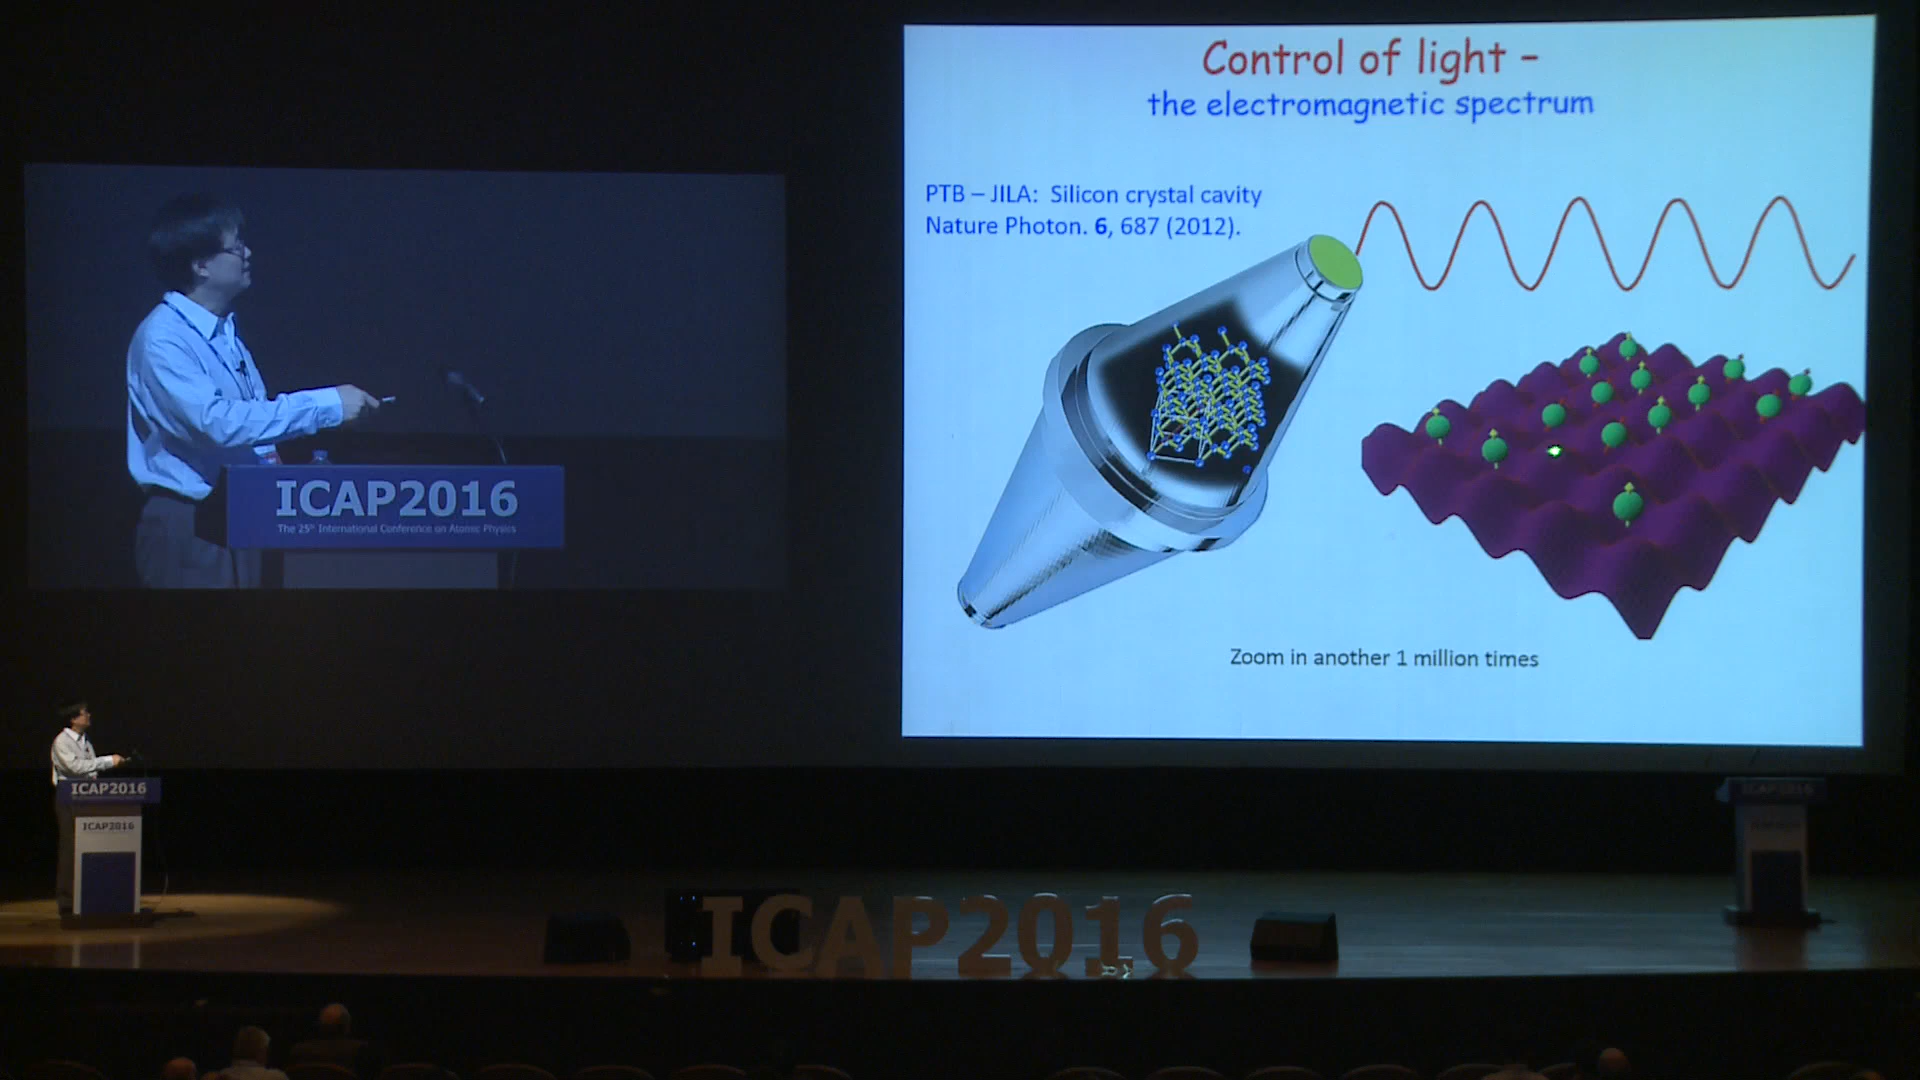 Control of light –
the electromagnetic spectrum
PTB – JILA: Silicon crystal cavity
Nature Photon. 6, 687 (2012).
Zoom in another 1 million times
ICAP2016
The 25th International Conference on Atomic Physics
ICAP2016
ICAP2016
ICAP2016
ICAP2016